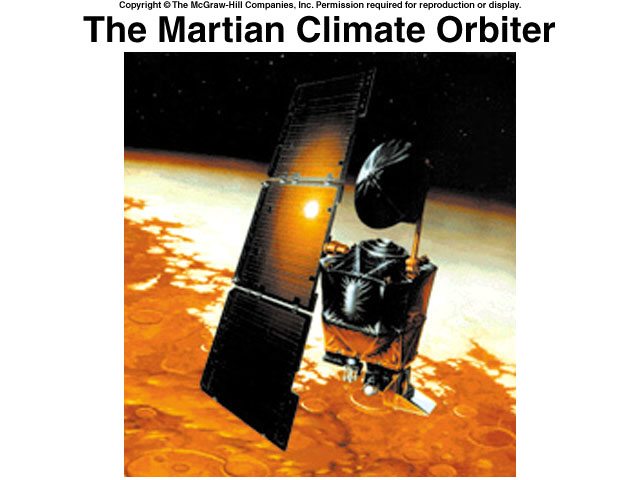 Copyright © The McGraw-Hill Companies, Inc. Permission required for reproduction or display.
The Martian Climate Orbiter